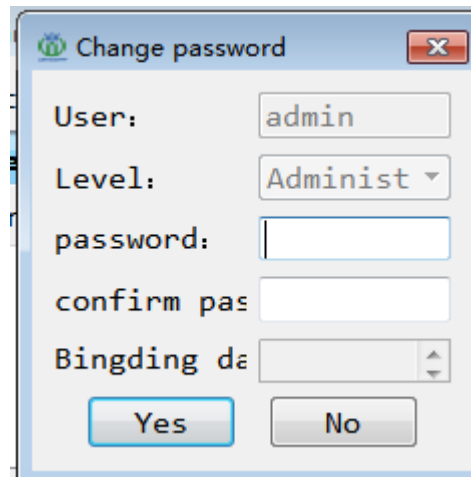 Change password
User:
admin
Level:
Administ
password:
confirm pas
Bingding da
Yes
No